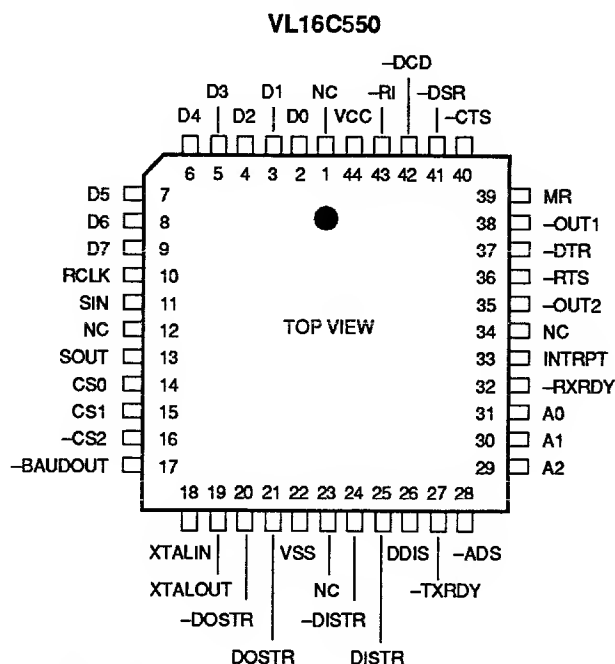 VL16C550
–DCD
D3 D1 NC –RI –DSR
D4 D2 D0 VCC –CTS
6 5 4 3 2 1 44 43 42 41 40
D5 7 39 MR
D6 8 38 –OUT1
D7 9 37 –DTR
RCLK 10 36 –RTS
SIN 11 35 –OUT2
NC 12 TOP VIEW 34 NC
SOUT 13 33 INTRPT
CS0 14 32 –RXRDY
CS1 15 31 A0
–CS2 16 30 A1
–BAUDOUT 17 29 A2
18 19 20 21 22 23 24 25 26 27 28
XTALIN VSS DDIS –ADS
XTALOUT NC –TXRDY
–DOSTR –DISTR
DOSTR DISTR